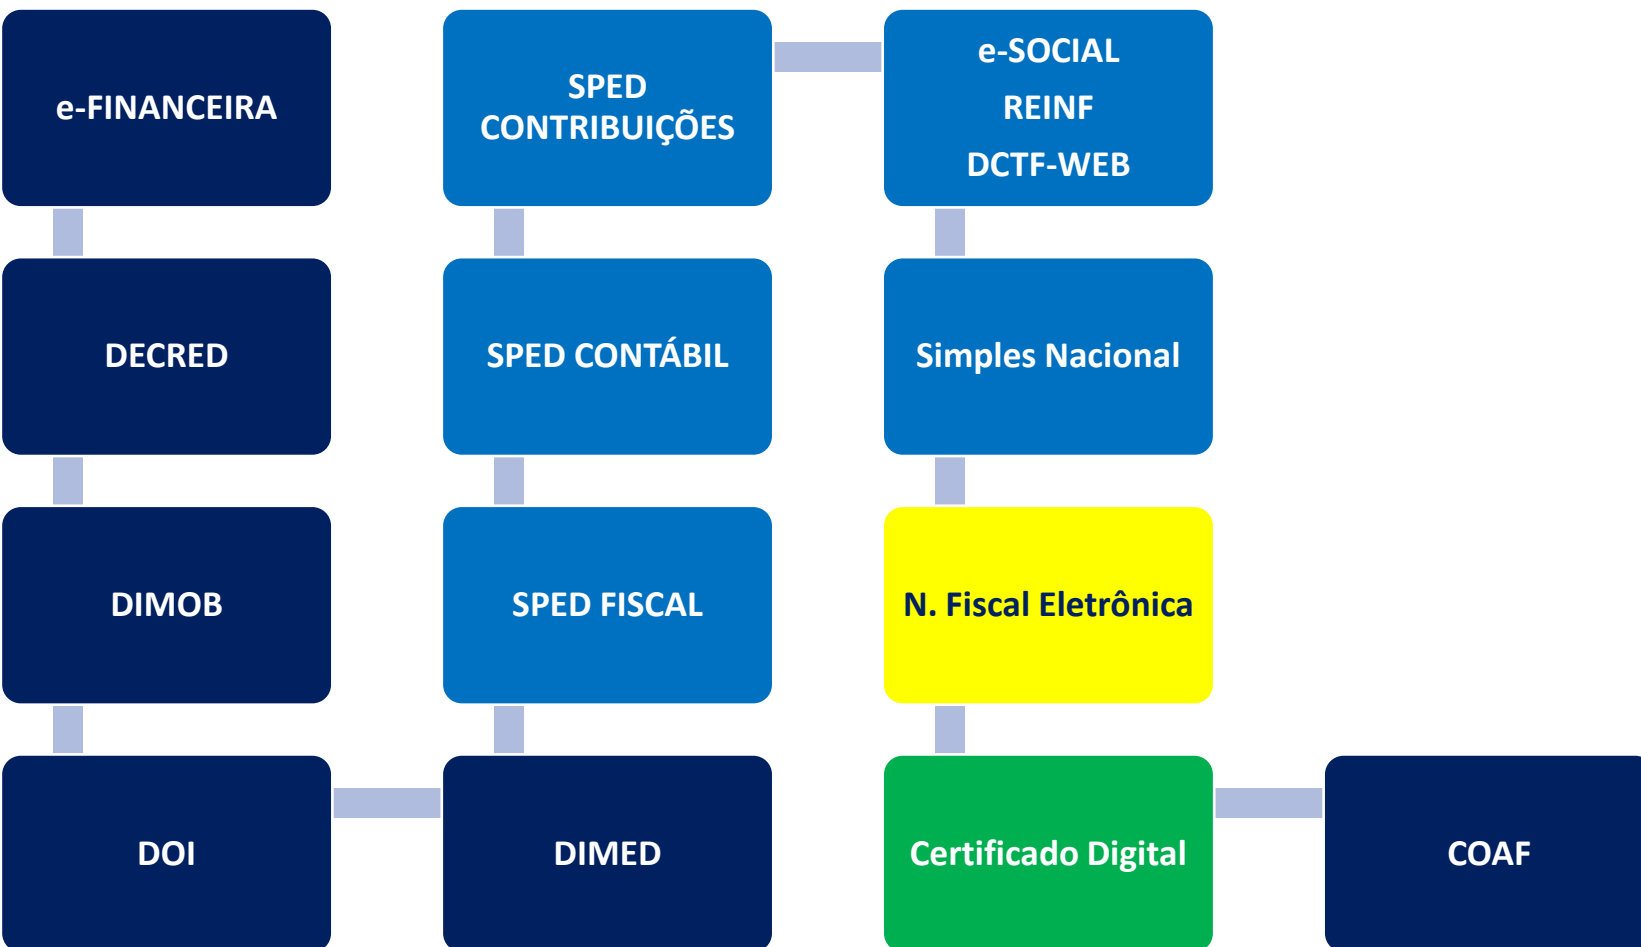 e-FINANCEIRA
DECRED
DIMOB
DOI
DIMED
SPED FISCAL
SPED CONTÁBIL
SPED
CONTRIBUIÇÕES
e-SOCIAL
REINF
DCTF-WEB
Simples Nacional
N. Fiscal Eletrônica
Certificado Digital
COAF